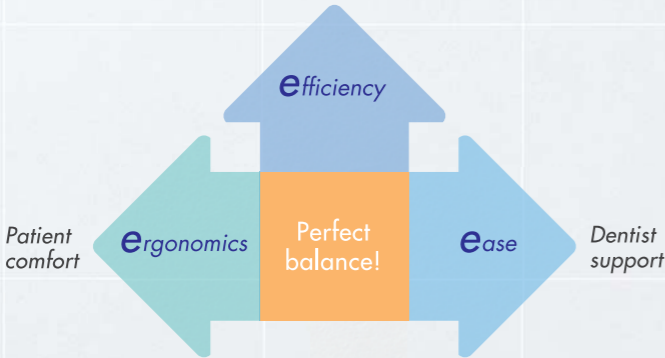 efficiency
Patient
comfort
ergonomics
Perfect
balance!
ease
Dentist
support